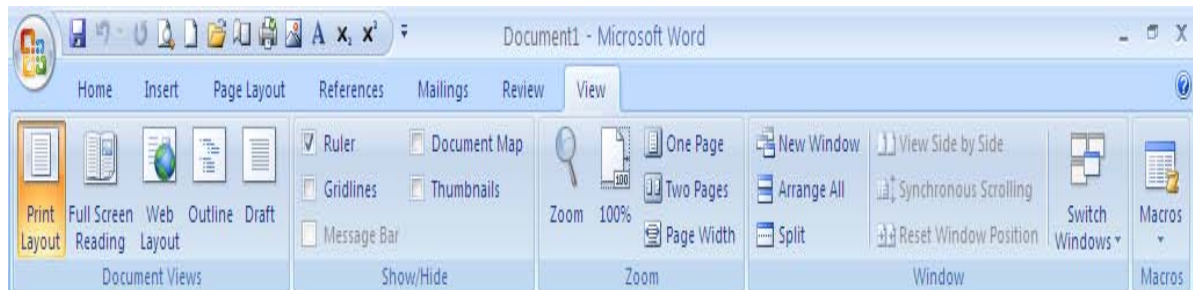 A X₂ X²
Document1 - Microsoft Word
Home Insert Page Layout References Mailings Review View
Print Layout
Full Screen Reading
Web Layout
Outline
Draft
Document Views
Ruler
Gridlines
Message Bar
Document Map
Thumbnails
Show/Hide
Zoom
100
100%
One Page
Two Pages
Page Width
Zoom
New Window
Arrange All
Split
View Side by Side
Synchronous Scrolling
Reset Window Position
Switch Windows
Window
Macros
Macros